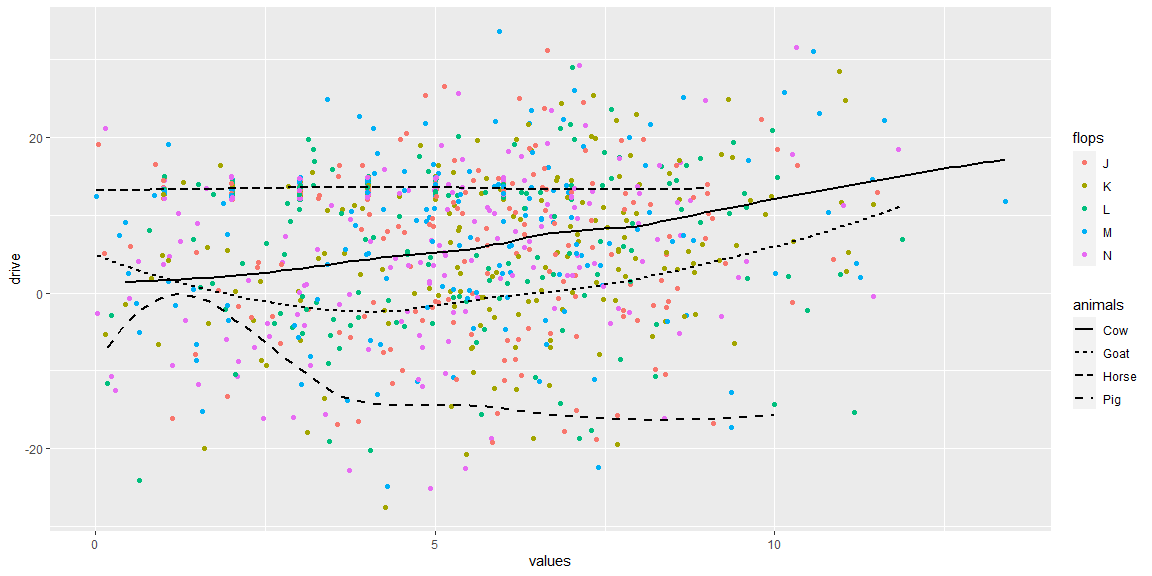 20
0
-20
drive
0
5
10
values
flops
J
K
L
M
N
animals
Cow
Goat
Horse
Pig